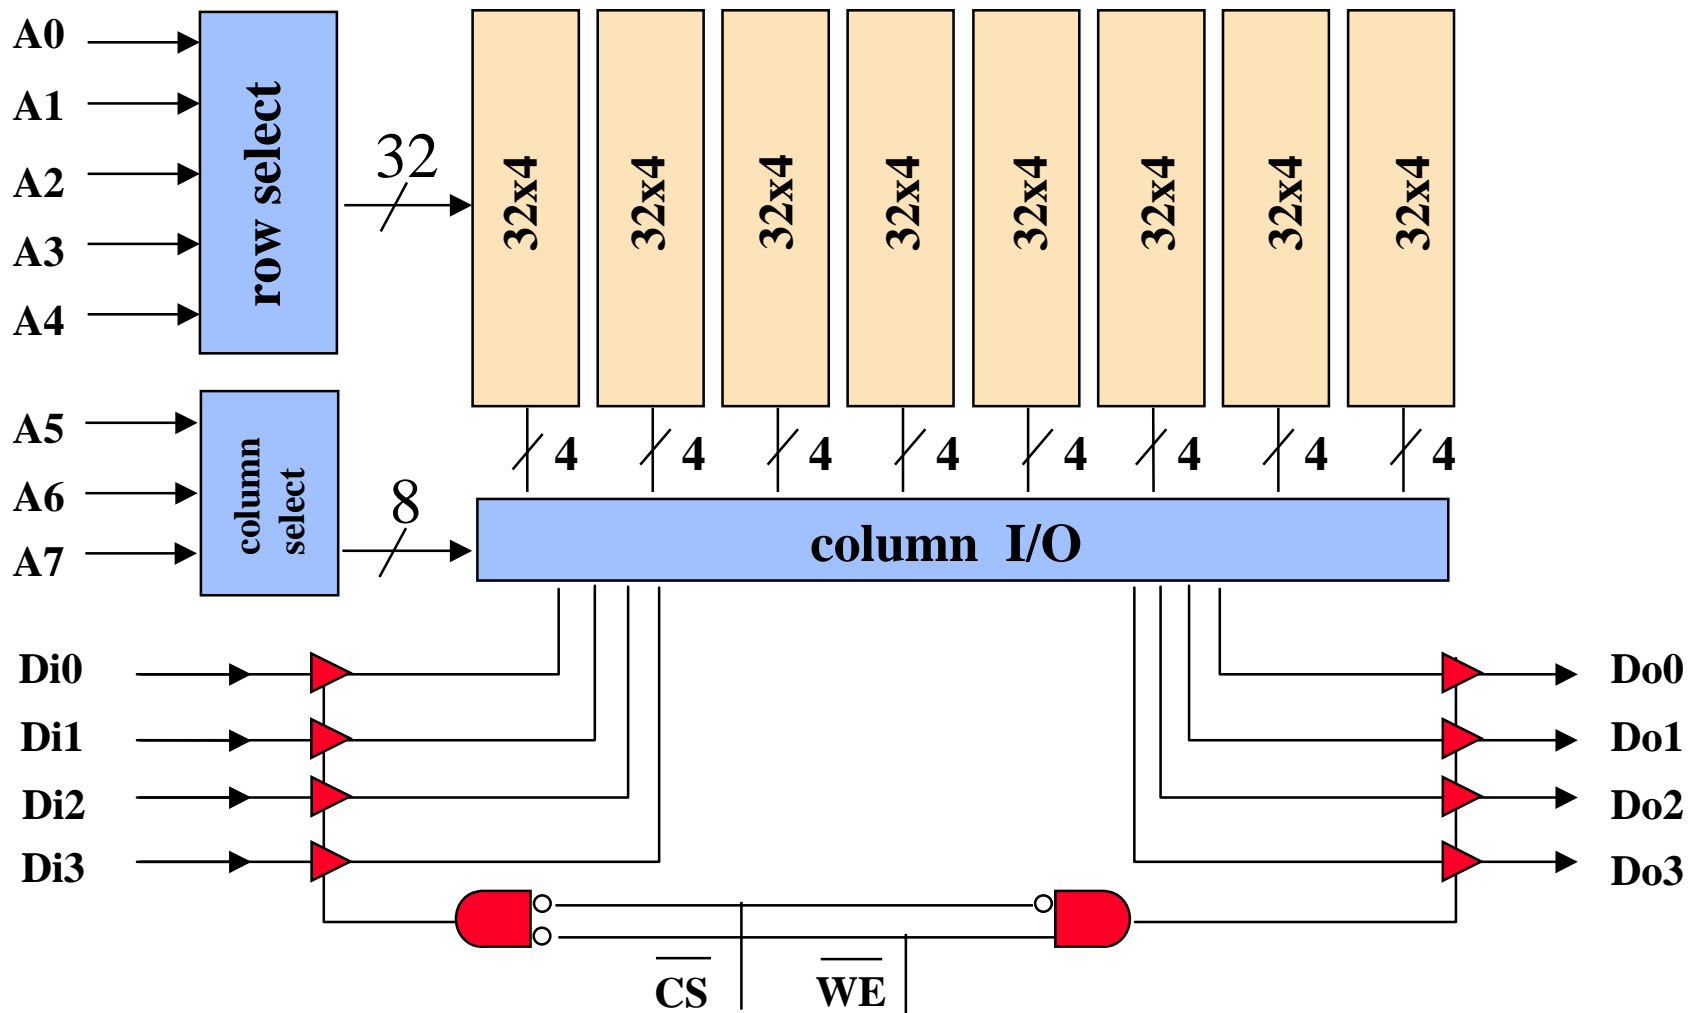 A0
A1
A2
A3
A4
row select
32
32x4 32x4 32x4 32x4 32x4 32x4 32x4 32x4
4 4 4 4 4 4 4 4
A5
A6
A7
column
select
8
column I/O
Di0
Di1
Di2
Di3
Do0
Do1
Do2
Do3
C̅S̅ W̅E̅